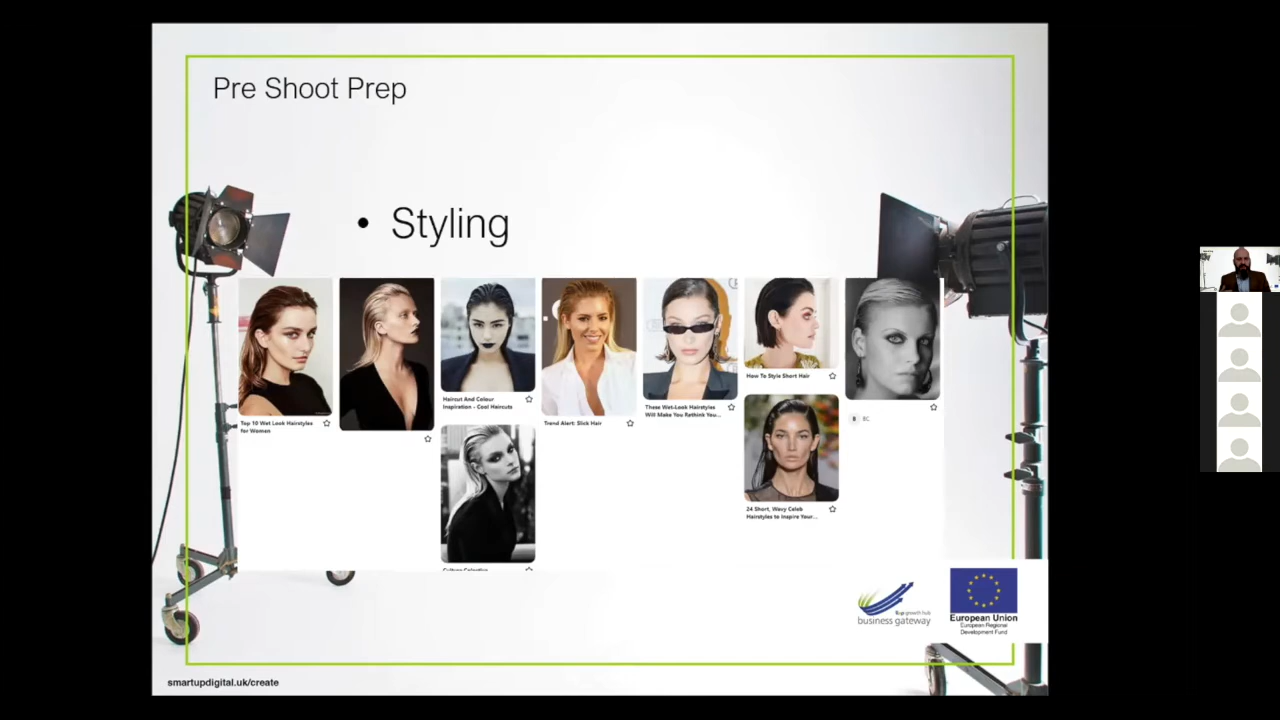 Pre Shoot Prep
• Styling
Top 10 Wet Look Hairstyles
for Women
Haircut And Colour
Inspiration - Cool Haircuts
Trend Alert: Slick Hair
These Wet-Look Hairstyles
Will Make You Rethink You...
How To Style Short Hair
24 Short, Wavy Celeb
Hairstyles to Inspire Your...
business gateway
European Union
European Regional
Development Fund
smartupdigital.uk/create